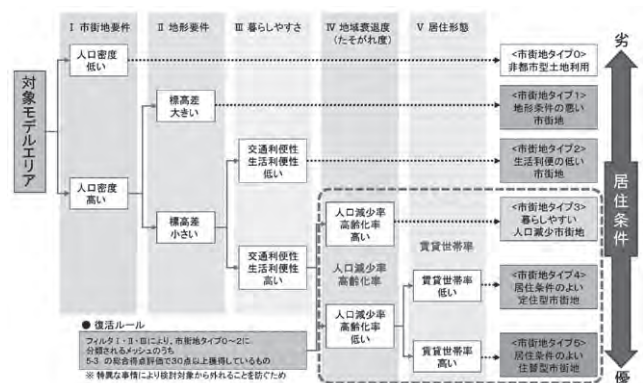 Ⅰ 市街地要件
Ⅱ 地形要件
Ⅲ 暮らしやすさ
Ⅳ 地域衰退度
(たそがれ度)
Ⅴ 居住形態
対象モデルエリア
人口密度
低い
人口密度
高い
標高差
大きい
標高差
小さい
交通利便性
生活利便性
低い
交通利便性
生活利便性
高い
人口減少率
高齢化率
高い
人口減少率
高齢化率
人口減少率
高齢化率
低い
賃貸世帯率
賃貸世帯率
低い
賃貸世帯率
高い
<市街地タイプ0>
非都市型土地利用
<市街地タイプ1>
地形条件の悪い
市街地
<市街地タイプ2>
生活利便の低い
市街地
<市街地タイプ3>
暮らしやすい
人口減少市街地
<市街地タイプ4>
居住条件のよい
定住型市街地
<市街地タイプ5>
居住条件のよい
住替型市街地
劣
居住条件
優
● 復活ルール
フィルタⅠ・Ⅱ・Ⅲにより、市街地タイプ0~2に
分類されるメッシュのうち
5-3 の総合得点評価で30点以上獲得しているもの
※ 特異な事情により検討対象から外れることを防ぐため